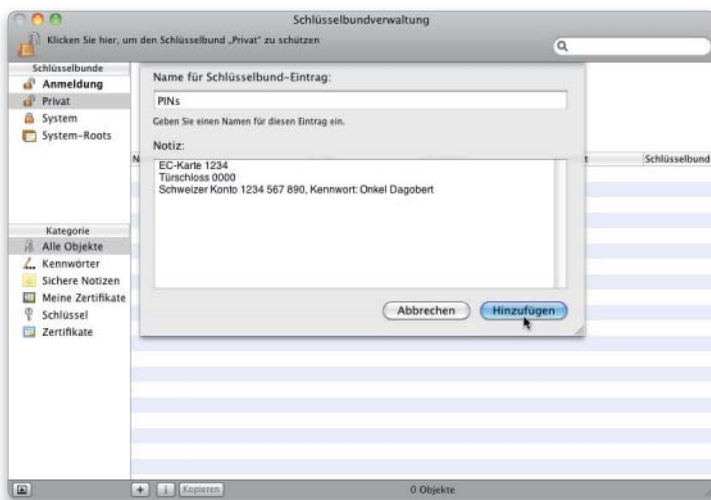 Schlüsselbundverwaltung
Klicken Sie hier, um den Schlüsselbund „Privat“ zu schützen
Schlüsselbunde
Anmeldung
Privat
System
System-Roots
Name für Schlüsselbund-Eintrag:
PINs
Geben Sie einen Namen für diesen Eintrag ein.
Notiz:
EC-Karte 1234
Türschloss 0000
Schweizer Konto 1234 567 890, Kennwort: Onkel Dagobert
Abbrechen
Hinzufügen
N
t
Schlüsselbund
Kategorie
Alle Objekte
Kennwörter
Sichere Notizen
Meine Zertifikate
Schlüssel
Zertifikate
Kopieren
0 Objekte